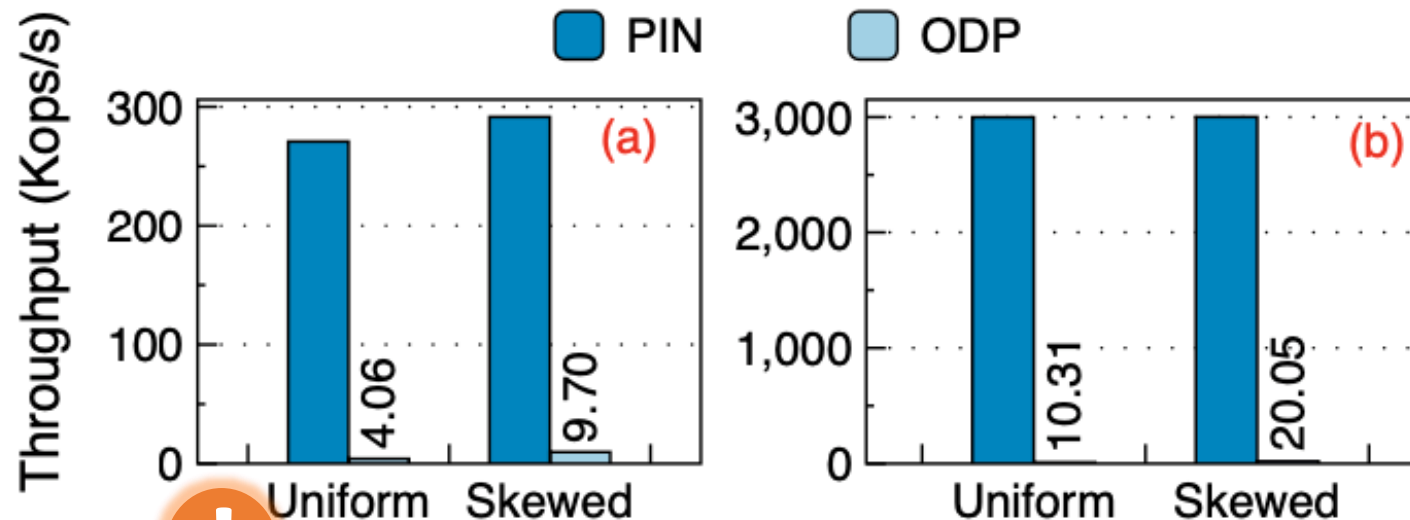 Throughput (Kops/s)
PIN ODP
300
200
100
0
(a)
4.06
9.70
Uniform Skewed
3,000
2,000
1,000
0
(b)
10.31
20.05
Uniform Skewed